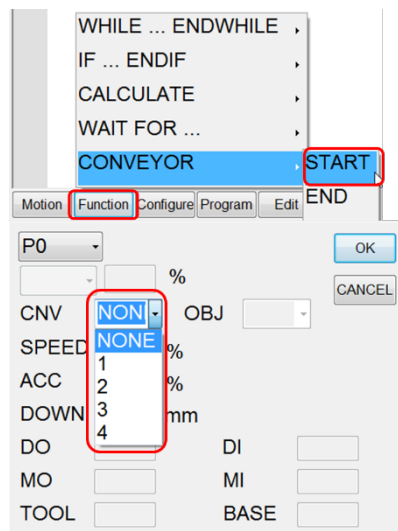 WHILE ... ENDWHILE
IF ... ENDIF
CALCULATE
WAIT FOR ...
CONVEYOR START
END
Motion Function Configure Program Edit
P0 OK
% CANCEL
CNV NON OBJ
NONE
SPEED %
1
ACC 2 %
DOWN 3 mm
4
DO DI
MO MI
TOOL BASE